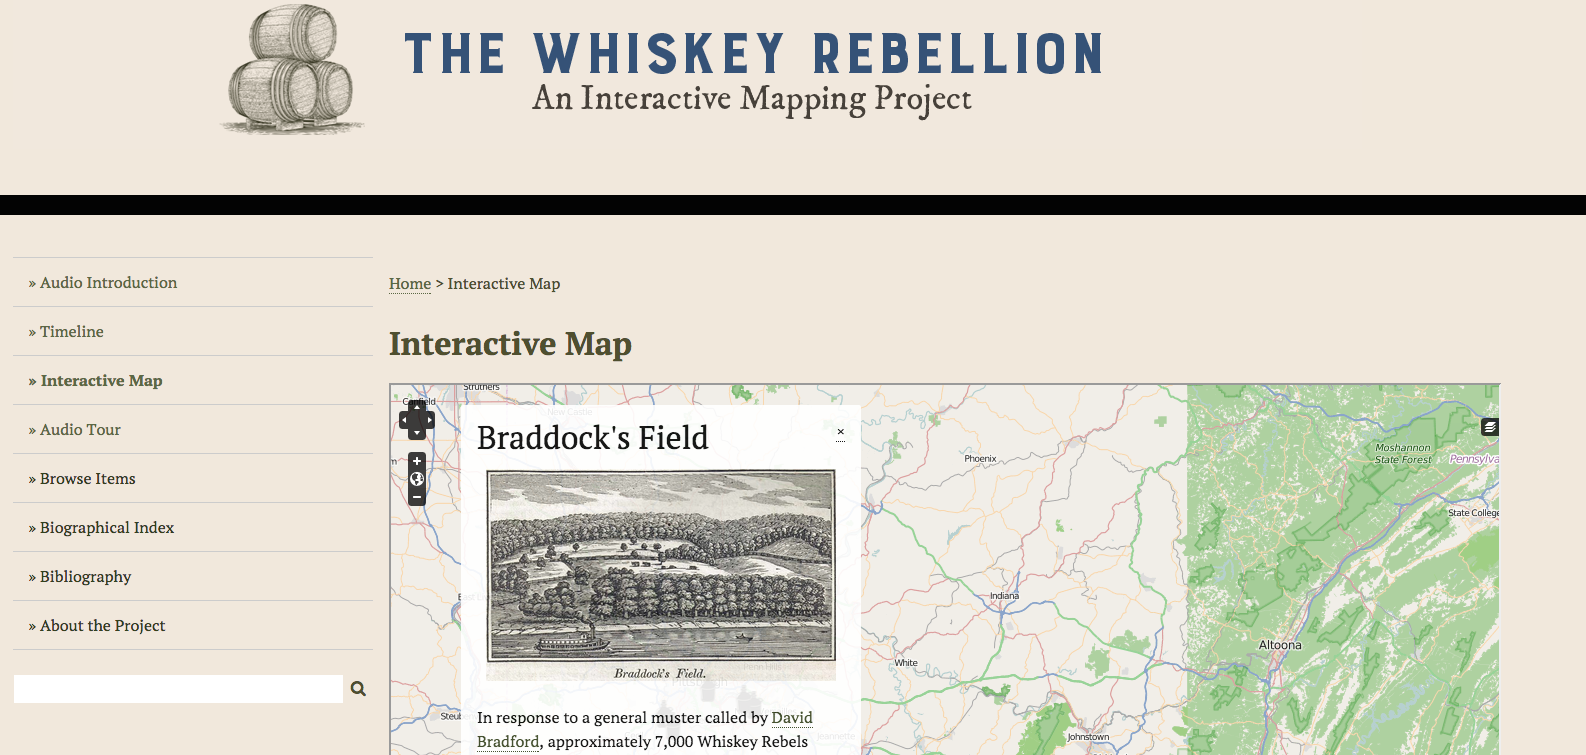 THE WHISKEY REBELLION
An Interactive Mapping Project
» Audio Introduction
» Timeline
» Interactive Map
» Audio Tour
» Browse Items
» Biographical Index
» Bibliography
» About the Project
Home > Interactive Map
Interactive Map
Struthers
Canfield
New Castle
Braddock's Field
×
Phoenix
Moshannon
State Forest
Pennsylva
State College
Indiana
Altoona
White
Braddock's Field.
Steub
In response to a general muster called by David
Bradford, approximately 7,000 Whiskey Rebels
Jeannette
Johnstown